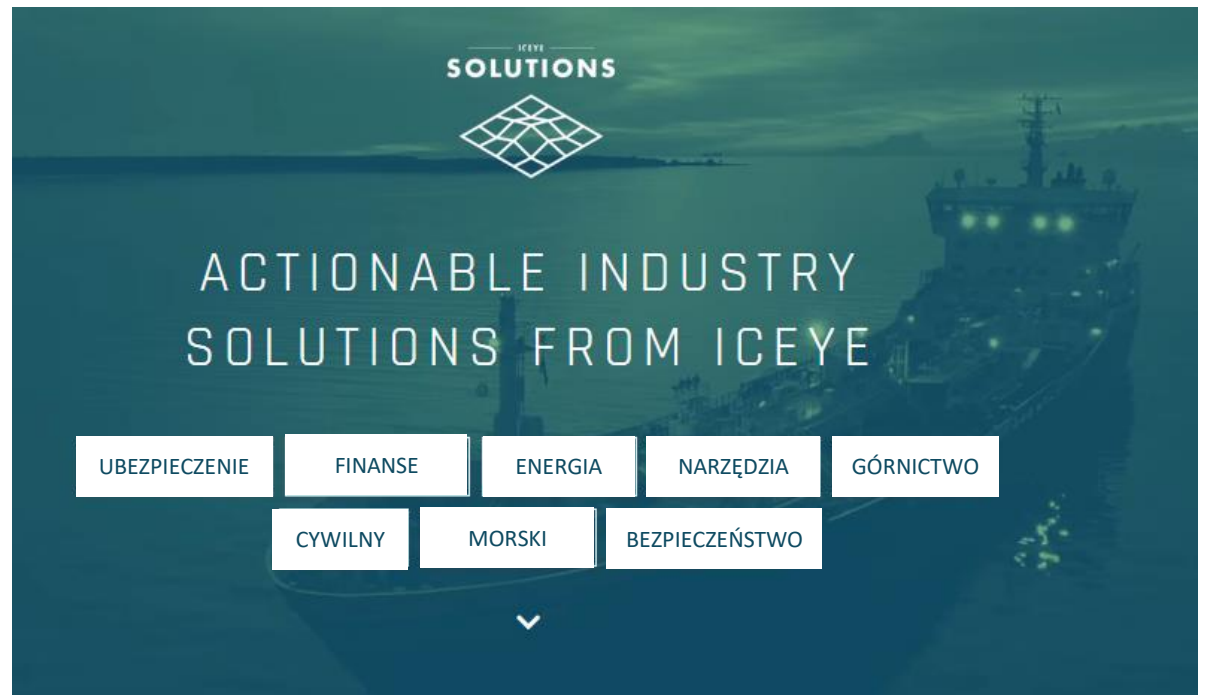 ICEYE
SOLUTIONS
ACTIONABLE INDUSTRY
SOLUTIONS FROM ICEYE
UBEZPIECZENIE FINANSE ENERGIA NARZĘDZIA GÓRNICTWO
CYWILNY MORSKI BEZPIECZEŃSTWO